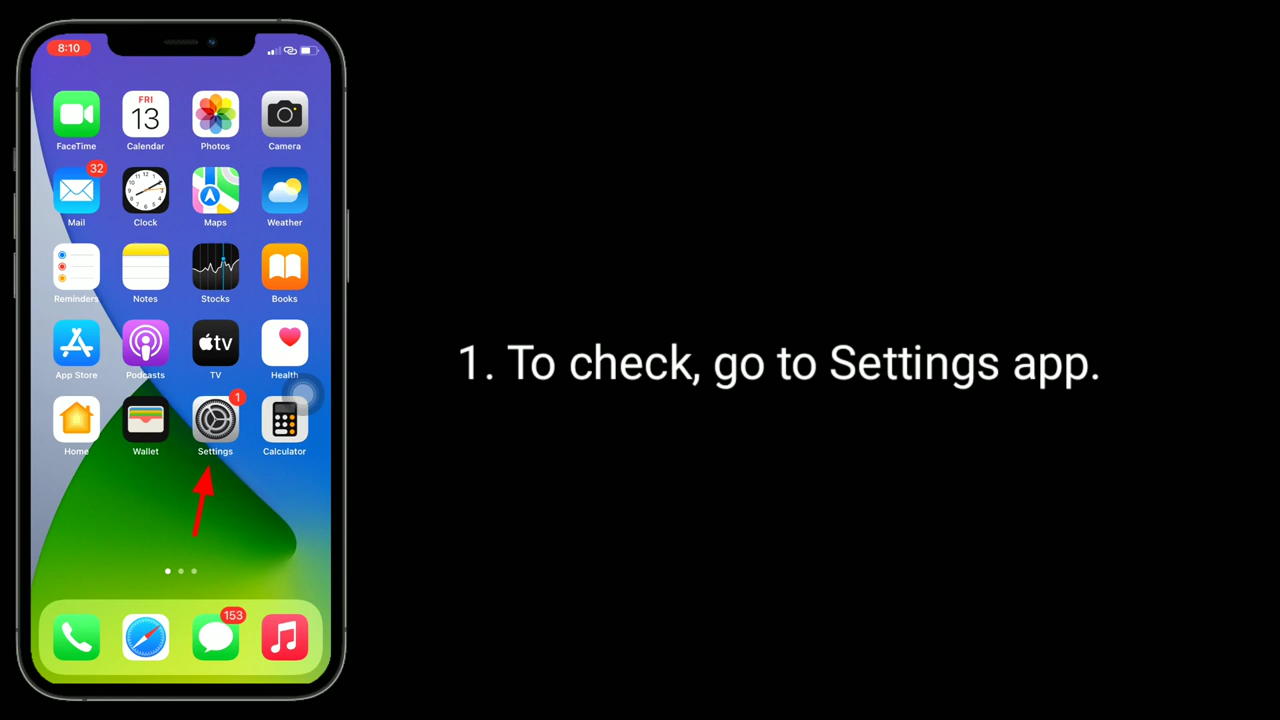 8:10
FRI
13
FaceTime
Calendar
Photos
Camera
32
Mail
Clock
Maps
Weather
Reminders
Notes
Stocks
Books
tv
App Store
Podcasts
TV
Health
1
Home
Wallet
Settings
Calculator
153
1. To check, go to Settings app.